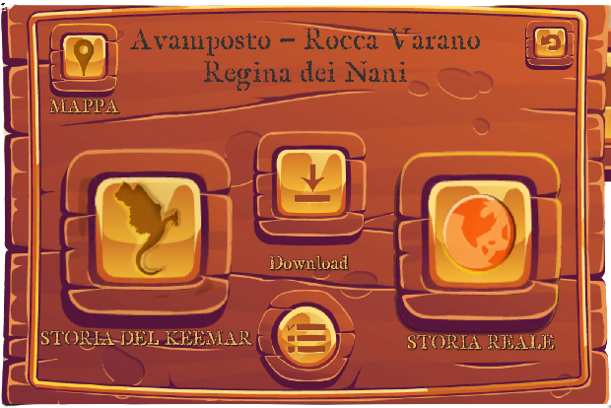 Avamposto – Rocca Varano
Regina dei Nani
MAPPA
Download
STORIA DEL KEEMAR
STORIA REALE